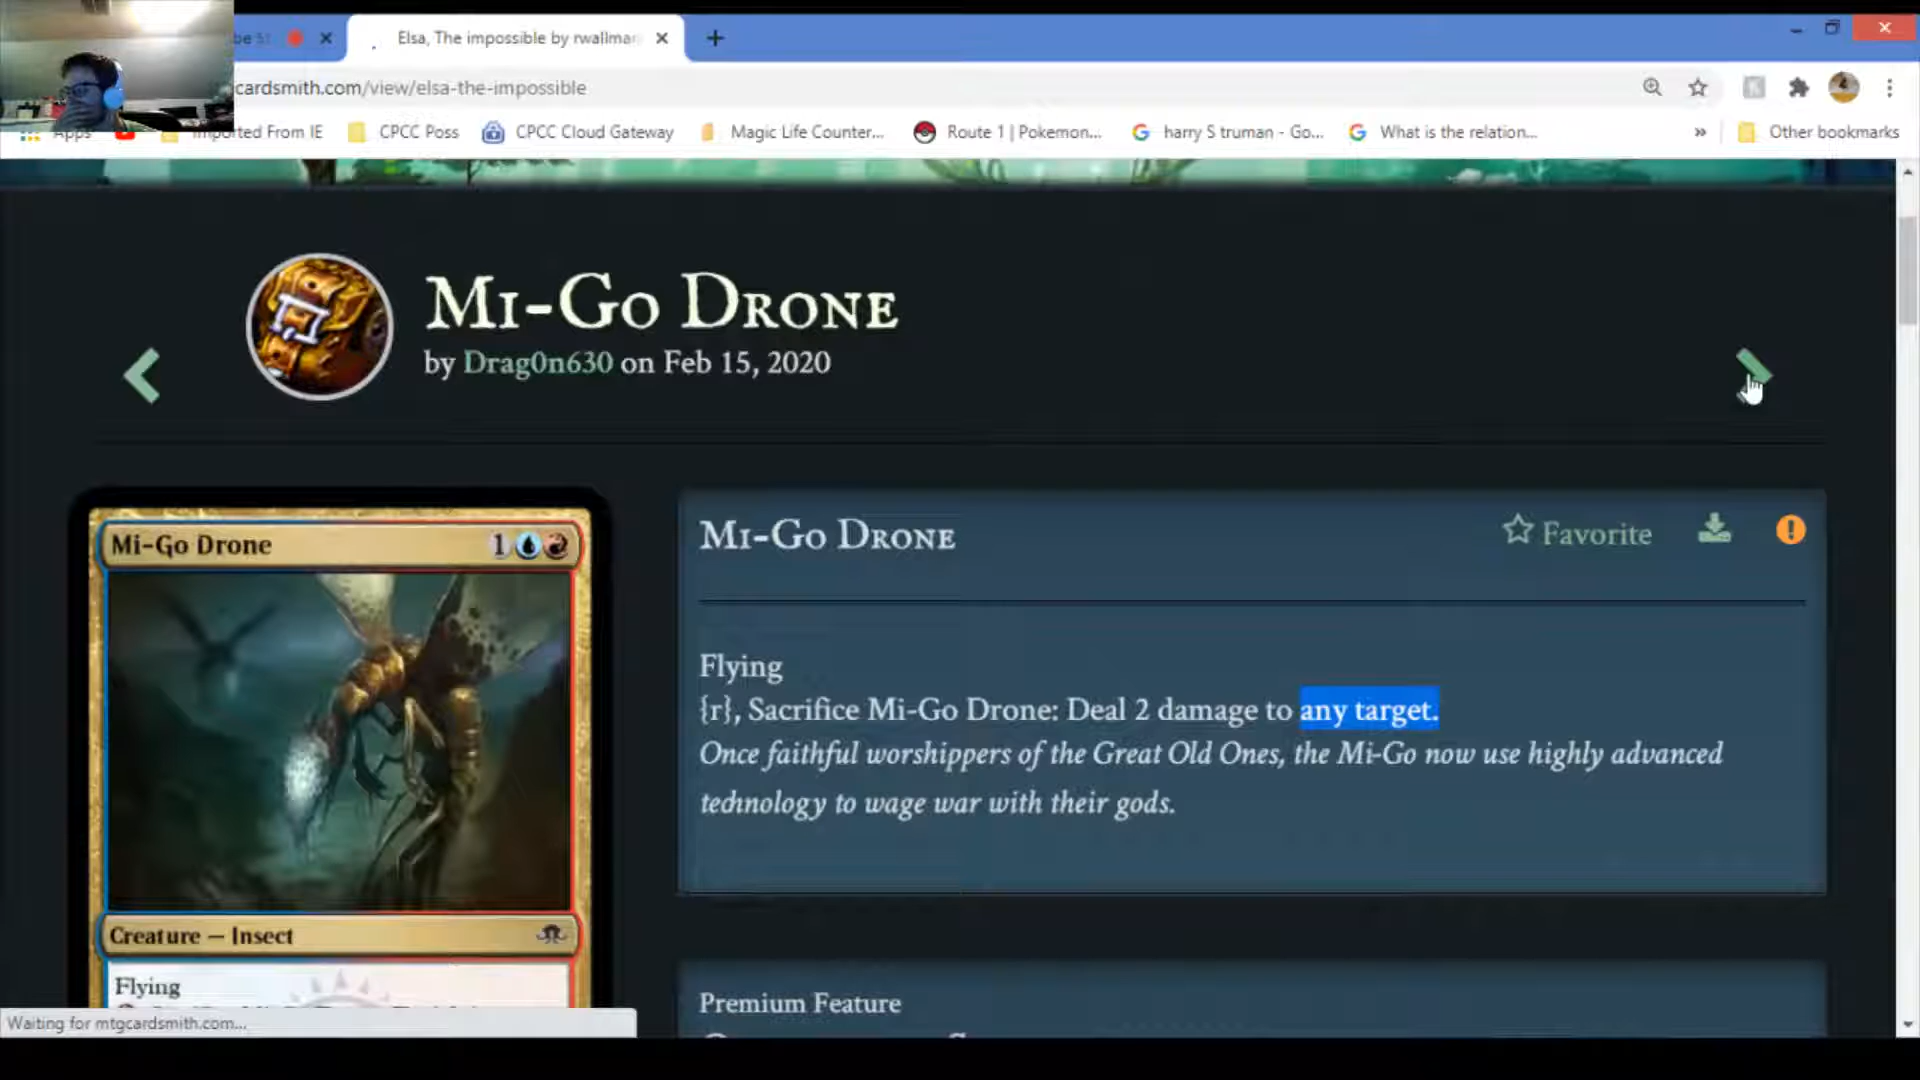 be 51
Elsa, The impossible by rwallmar
cardsmith.com/view/elsa-the-impossible
Apps
Imported From IE
CPCC Poss
CPCC Cloud Gateway
Magic Life Counter...
Route 1 | Pokemon...
harry S truman - Go...
What is the relation...
»
Other bookmarks
Mi-Go Drone
by Drag0n630 on Feb 15, 2020
Mi-Go Drone 1
Creature — Insect
Flying
Mi-Go Drone
Favorite
Flying
{r}, Sacrifice Mi-Go Drone: Deal 2 damage to any target.
Once faithful worshippers of the Great Old Ones, the Mi-Go now use highly advanced
technology to wage war with their gods.
Premium Feature
Waiting for mtgcardsmith.com...